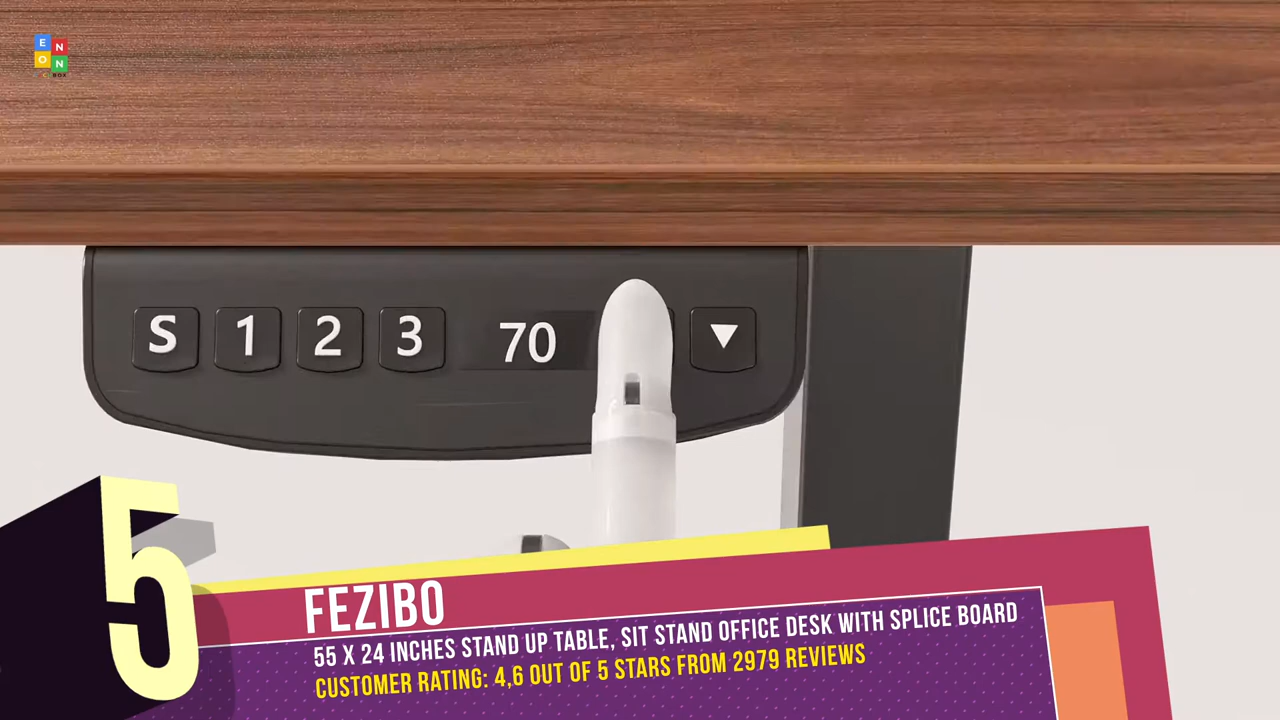 E N
O N
BOX
S 1 2 3 70 ▼
5
FEZIBO
55 X 24 INCHES STAND UP TABLE, SIT STAND OFFICE DESK WITH SPLICE BOARD
CUSTOMER RATING: 4,6 OUT OF 5 STARS FROM 2979 REVIEWS